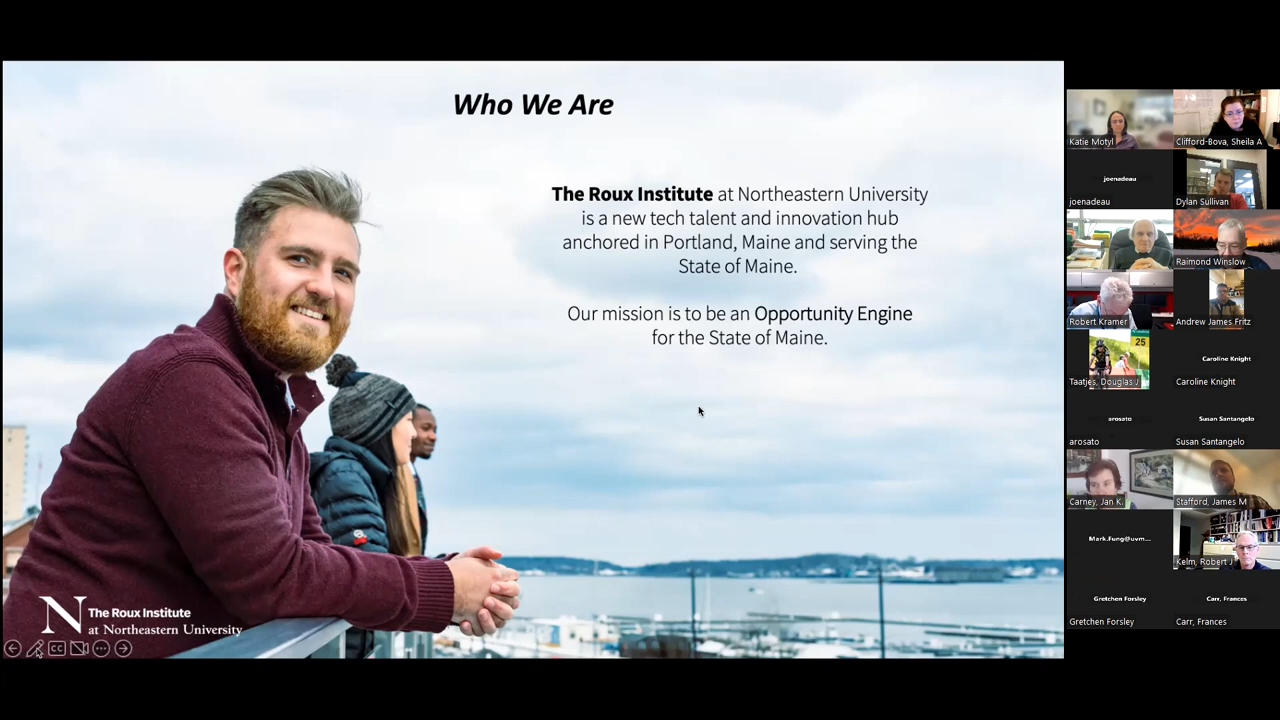 Who We Are
The Roux Institute at Northeastern University
is a new tech talent and innovation hub
anchored in Portland, Maine and serving the
State of Maine.
Our mission is to be an Opportunity Engine
for the State of Maine.
N The Roux Institute
at Northeastern University
CC
Katie Motyl
Clifford-Bova, Sheila A
joenadeau
joenadeau
Dylan Sullivan
Raimond Winslow
Robert Kramer
Andrew James Fritz
25
Taatjes, Douglas J
Caroline Knight
Caroline Knight
arosato
arosato
Susan Santangelo
Susan Santangelo
Carney, Jan K.
Stafford, James M
Mark.Fung@uvm...
Kelm, Robert J
Gretchen Forsley
Gretchen Forsley
Carr, Frances
Carr, Frances